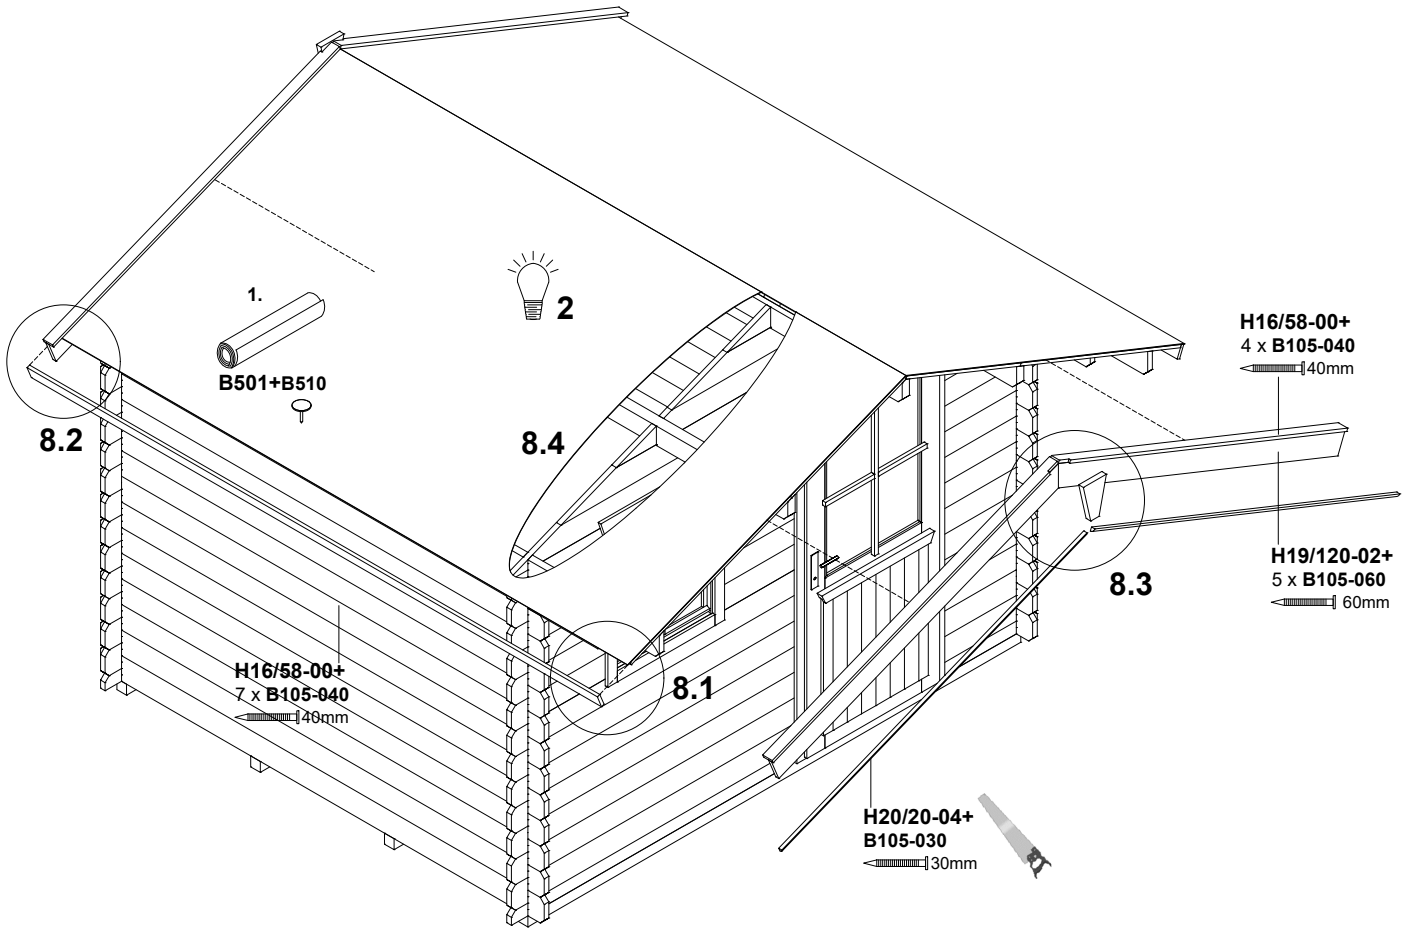 1.
B501+B510
2
8.4
8.2
H16/58-00+
4 x B105-040
40mm
8.3
H19/120-02+
5 x B105-060
60mm
H16/58-00+
7 x B105-040
40mm
8.1
H20/20-04+
B105-030
30mm